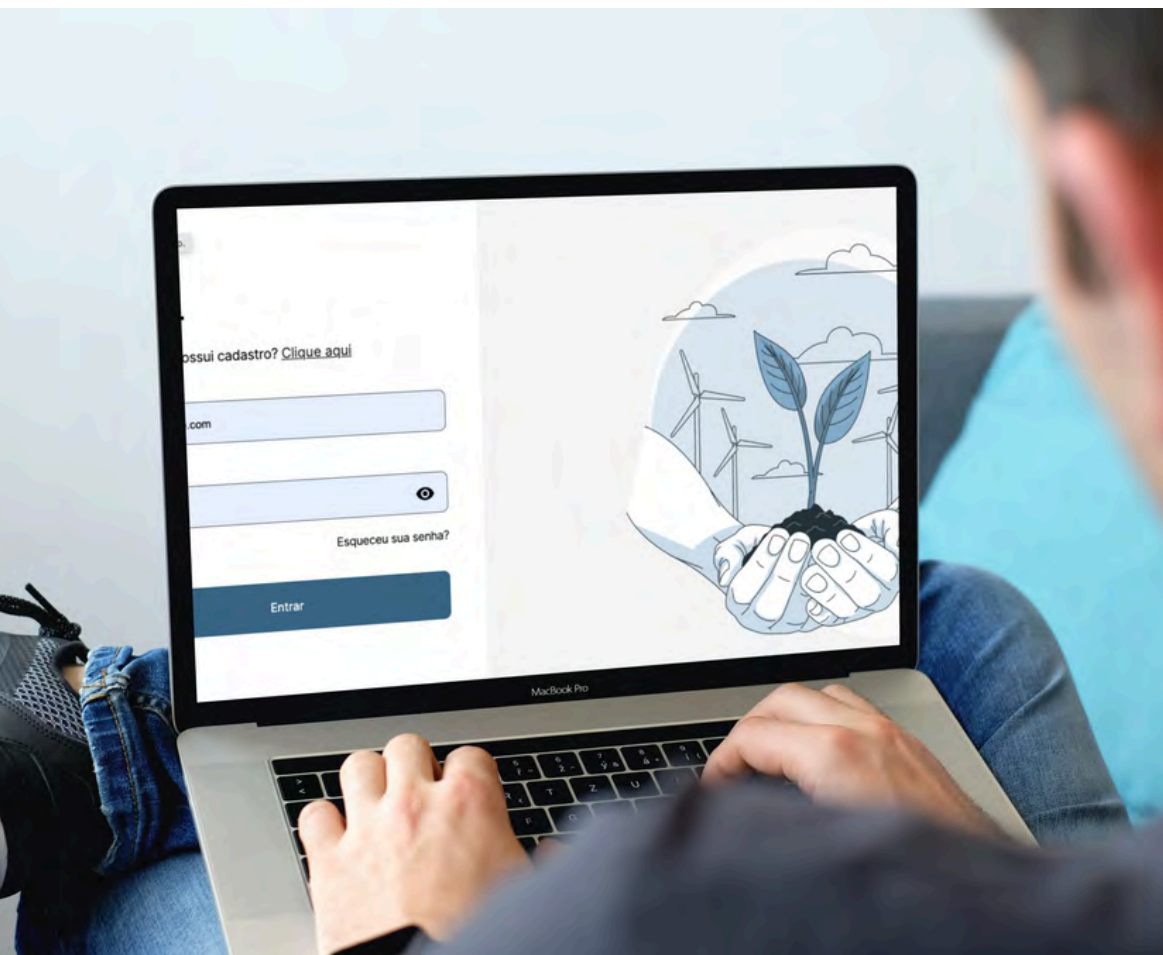 o.
ossui cadastro? Clique aqui
.com
Esqueceu sua senha?
Entrar
MacBook Pro
T Z U